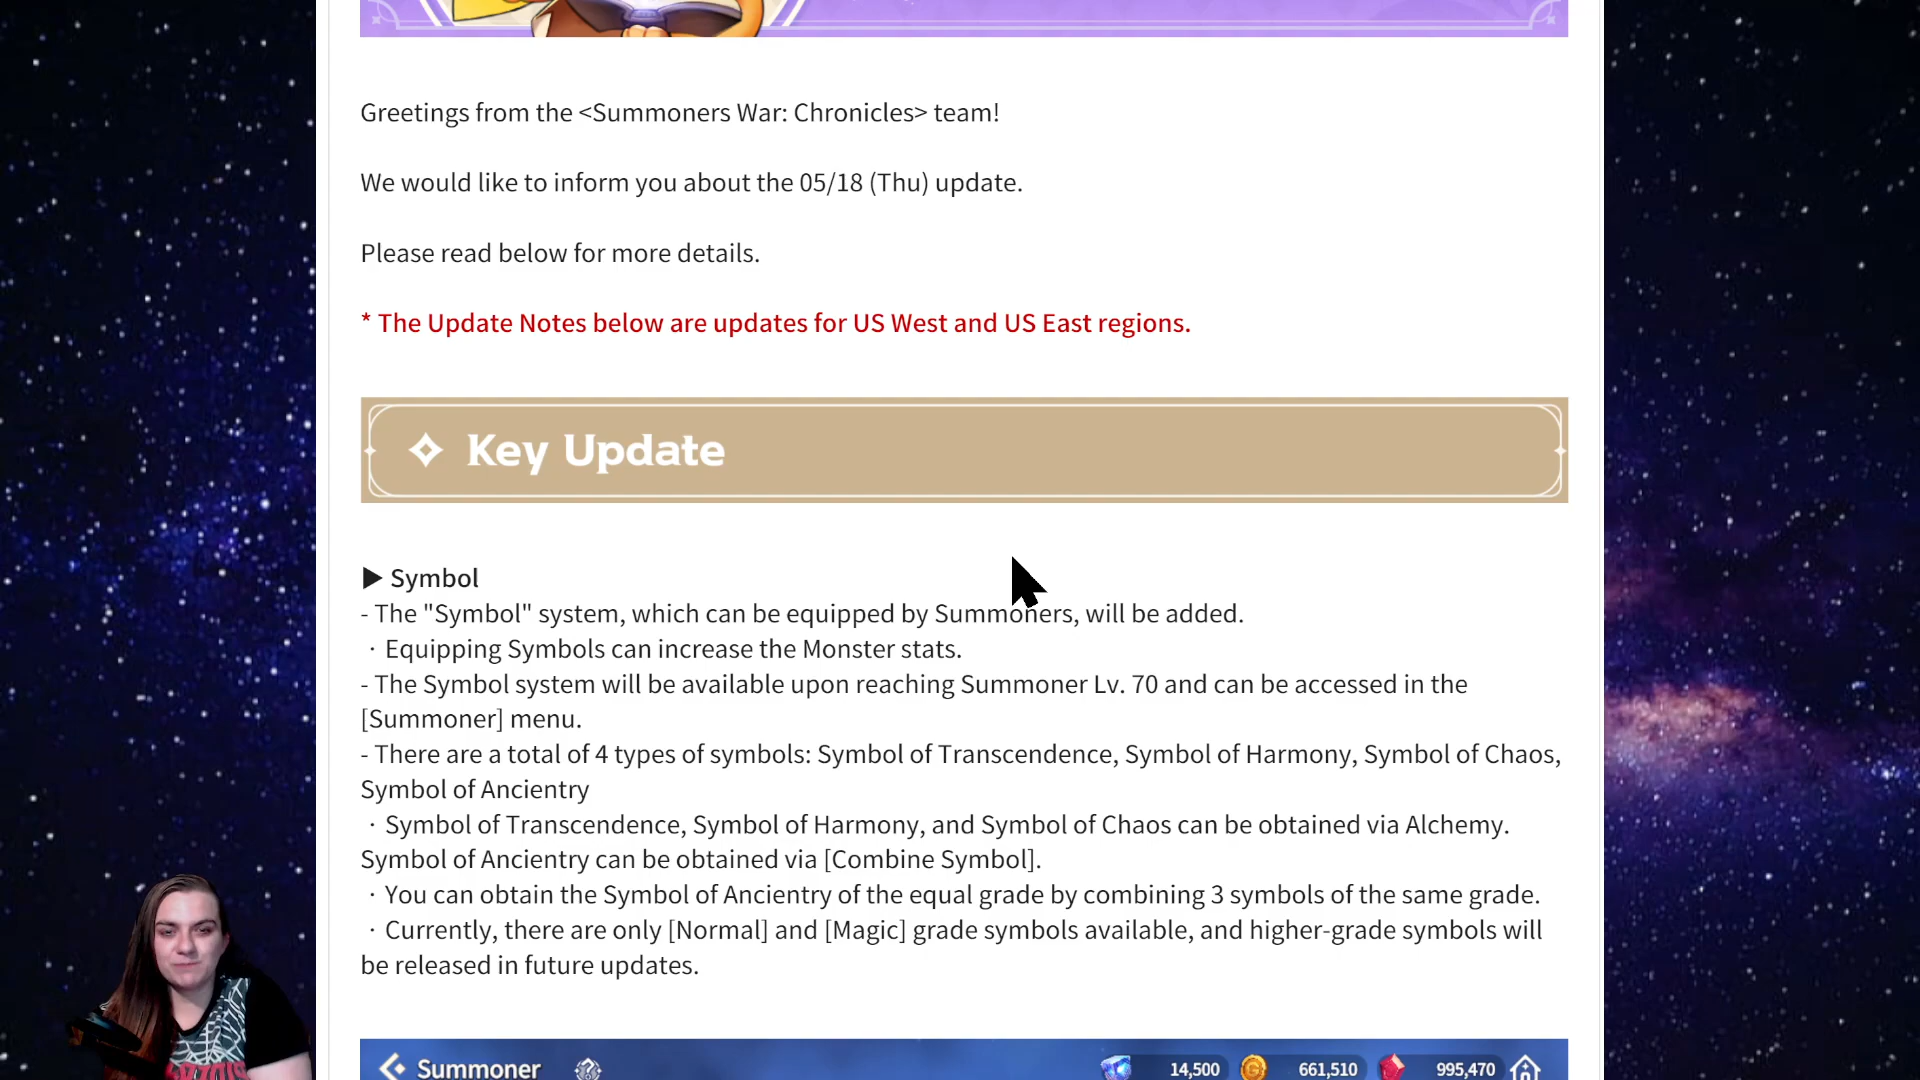 Greetings from the <Summoners War: Chronicles> team!
We would like to inform you about the 05/18 (Thu) update.
Please read below for more details.
* The Update Notes below are updates for US West and US East regions.
Key Update
▶ Symbol
- The "Symbol" system, which can be equipped by Summoners, will be added.
· Equipping Symbols can increase the Monster stats.
- The Symbol system will be available upon reaching Summoner Lv. 70 and can be accessed in the
[Summoner] menu.
- There are a total of 4 types of symbols: Symbol of Transcendence, Symbol of Harmony, Symbol of Chaos,
Symbol of Ancientry
· Symbol of Transcendence, Symbol of Harmony, and Symbol of Chaos can be obtained via Alchemy.
Symbol of Ancientry can be obtained via [Combine Symbol].
· You can obtain the Symbol of Ancientry of the equal grade by combining 3 symbols of the same grade.
· Currently, there are only [Normal] and [Magic] grade symbols available, and higher-grade symbols will
be released in future updates.
Summoner 14,500 661,510 995,470